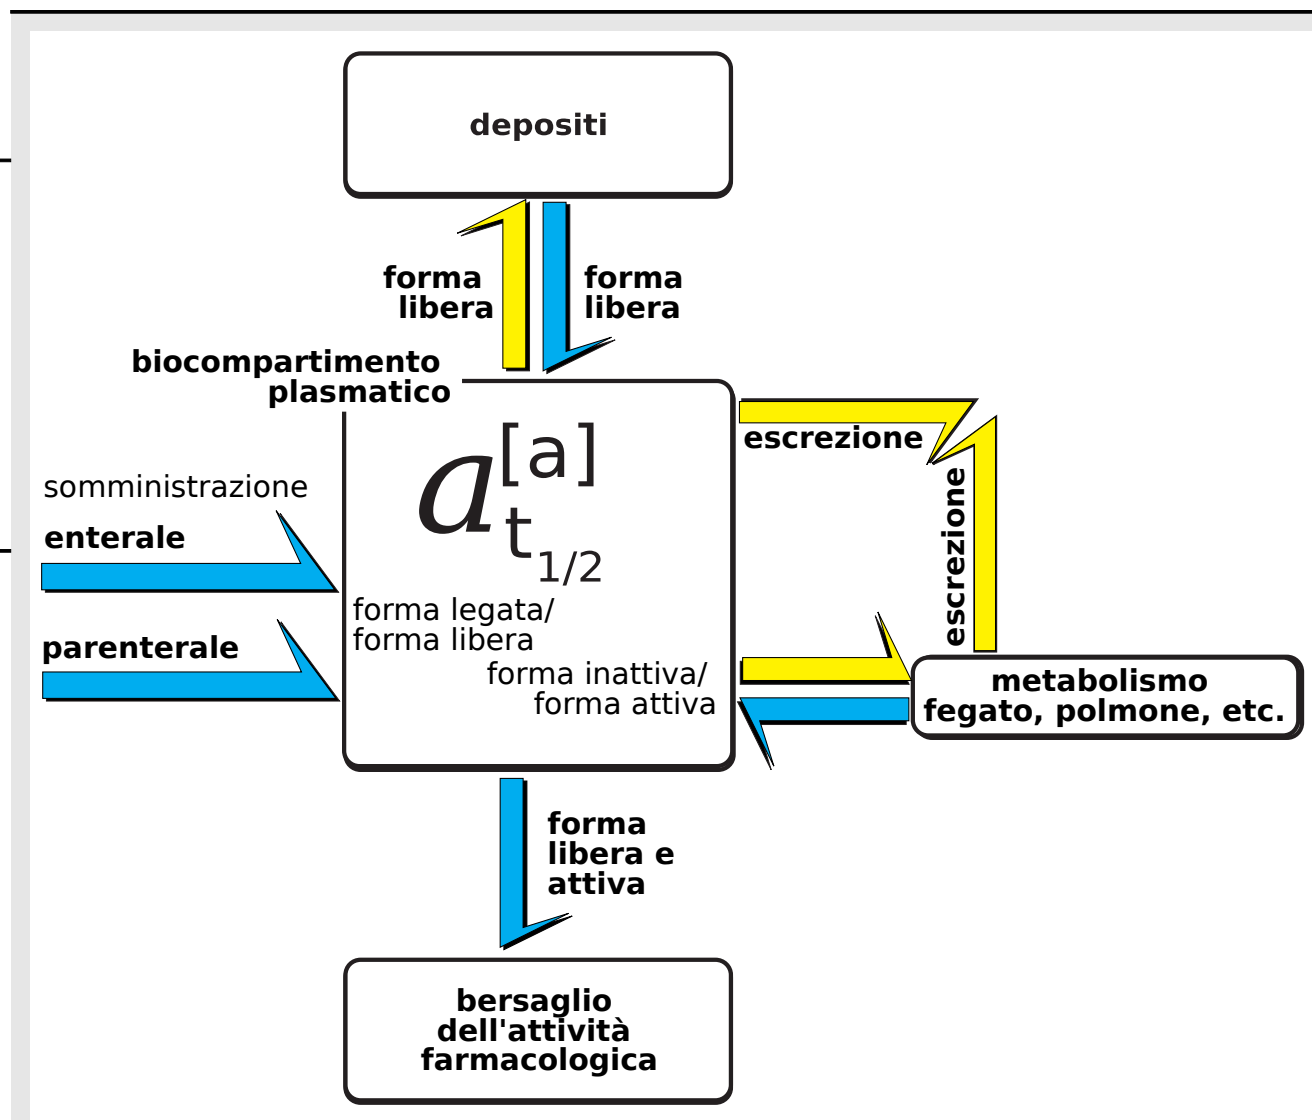 depositi
forma
libera
forma
libera
biocompartimento
plasmatico
a[a]
t1/2
escrezione
escrezione
somministrazione
enterale
parenterale
forma legata/
forma libera
forma inattiva/
forma attiva
metabolismo
fegato, polmone, etc.
forma
libera e
attiva
bersaglio
dell'attività
farmacologica